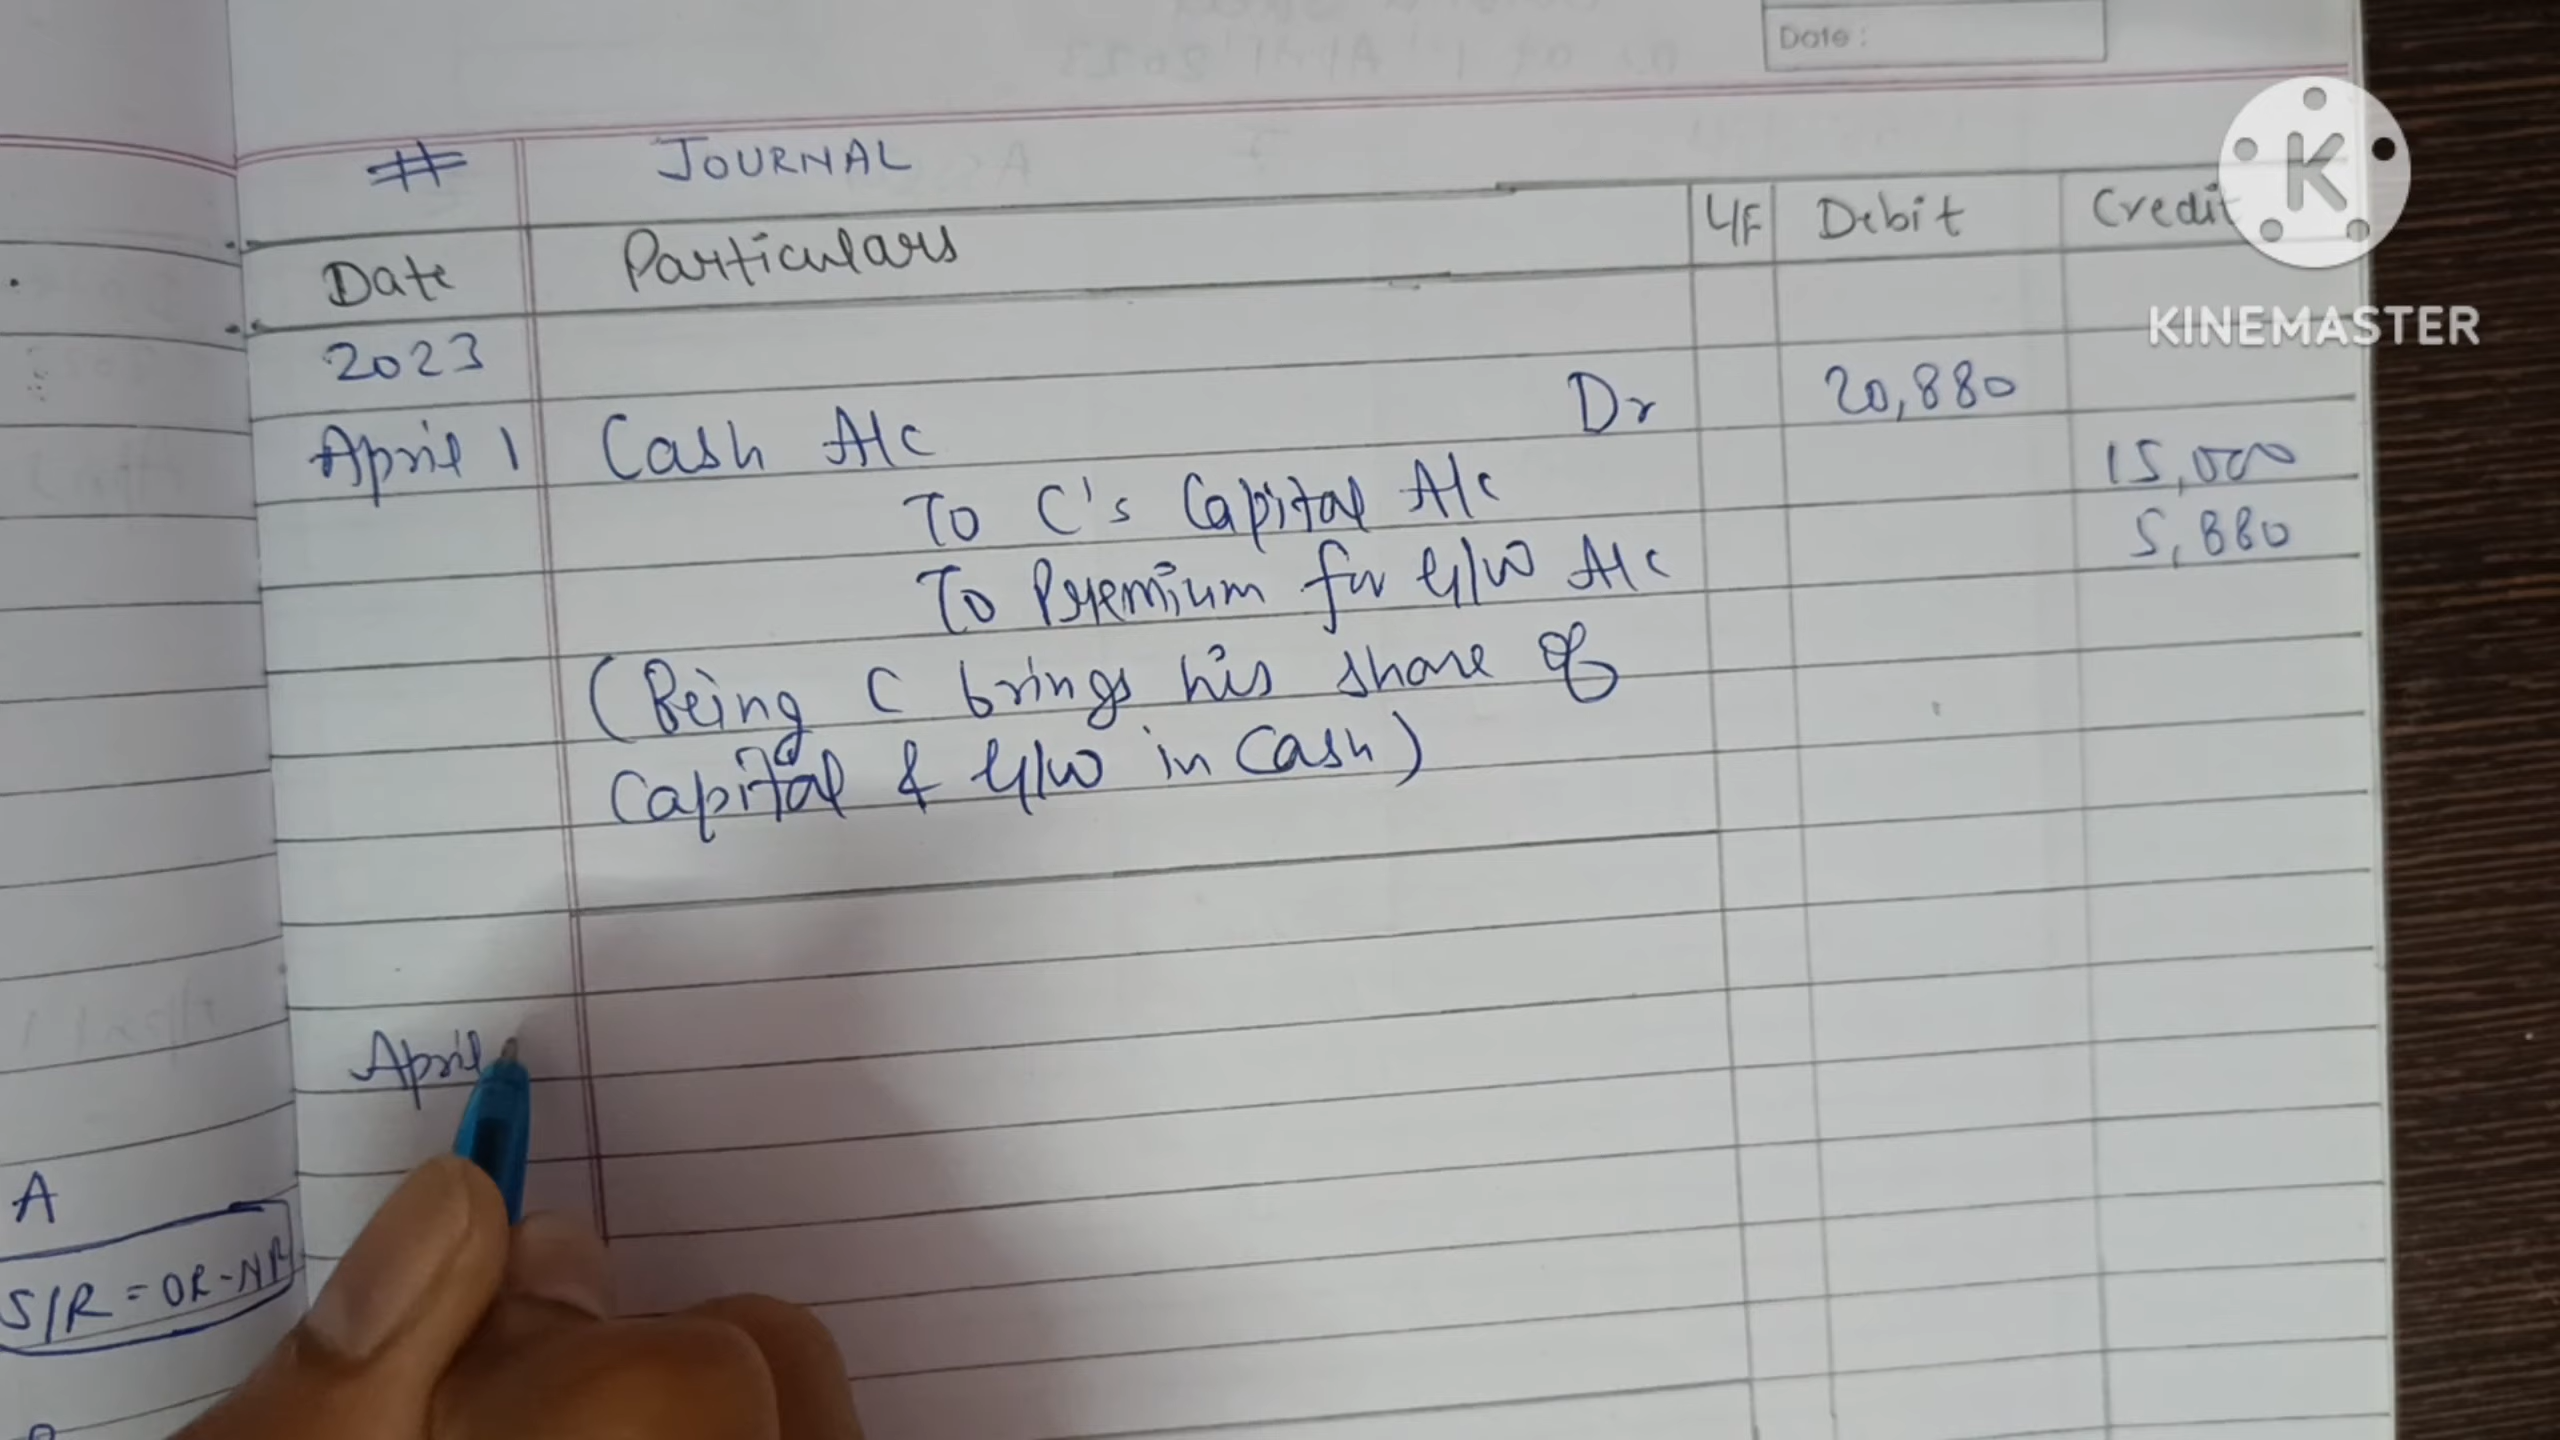 Date:
# JOURNAL
Date Particulars L/F Debit Credit
2023
April 1 Cash A/c Dr 20,880
To C's Capital A/c 15,000
To Premium for G/W A/c 5,880
(Being C brings his share of
Capital & G/W in Cash)
April
A
S/R = OR-NR
K
KINEMASTER